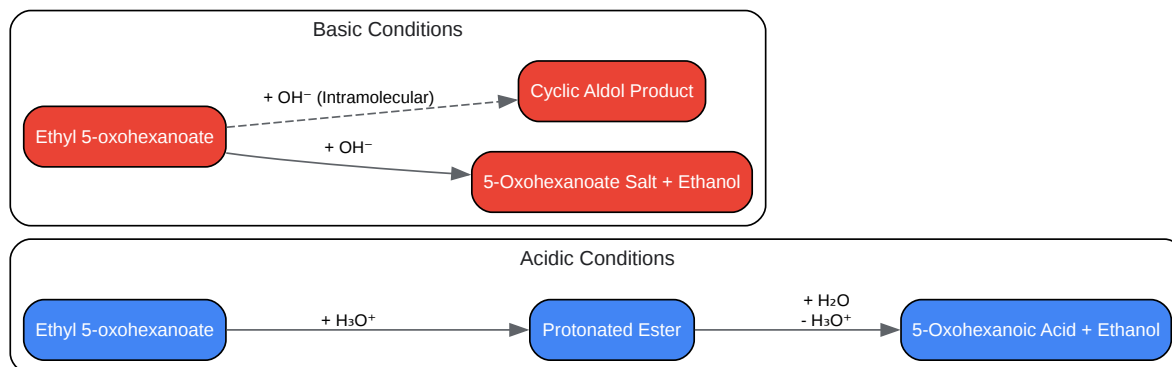 Basic Conditions
Ethyl 5-oxohexanoate
+ OH⁻ (Intramolecular)
Cyclic Aldol Product
+ OH⁻
5-Oxohexanoate Salt + Ethanol
Acidic Conditions
Ethyl 5-oxohexanoate
+ H₃O⁺
Protonated Ester
+ H₂O
- H₃O⁺
5-Oxohexanoic Acid + Ethanol